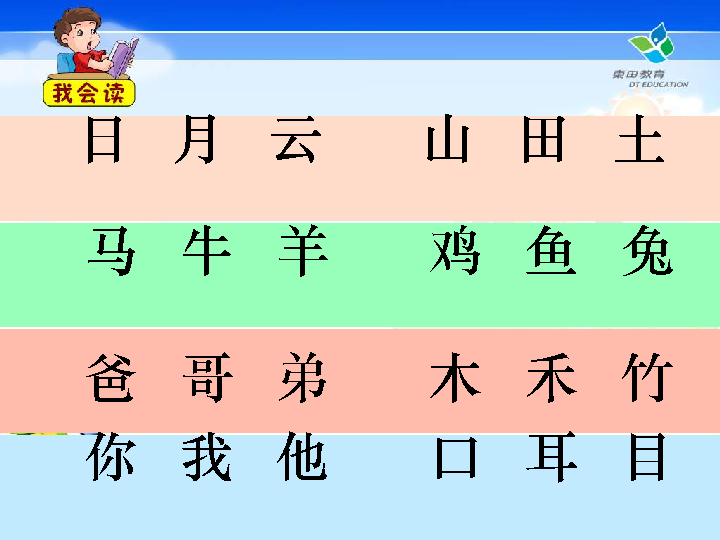 我会读
東田教育
DT EDUCATION
日 月 云 山 田 土
马 牛 羊 鸡 鱼 兔
爸 哥 弟 木 禾 竹
你 我 他 口 耳 目